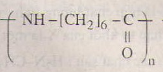 ( NH–[CH₂]₆–C )n
‖
O